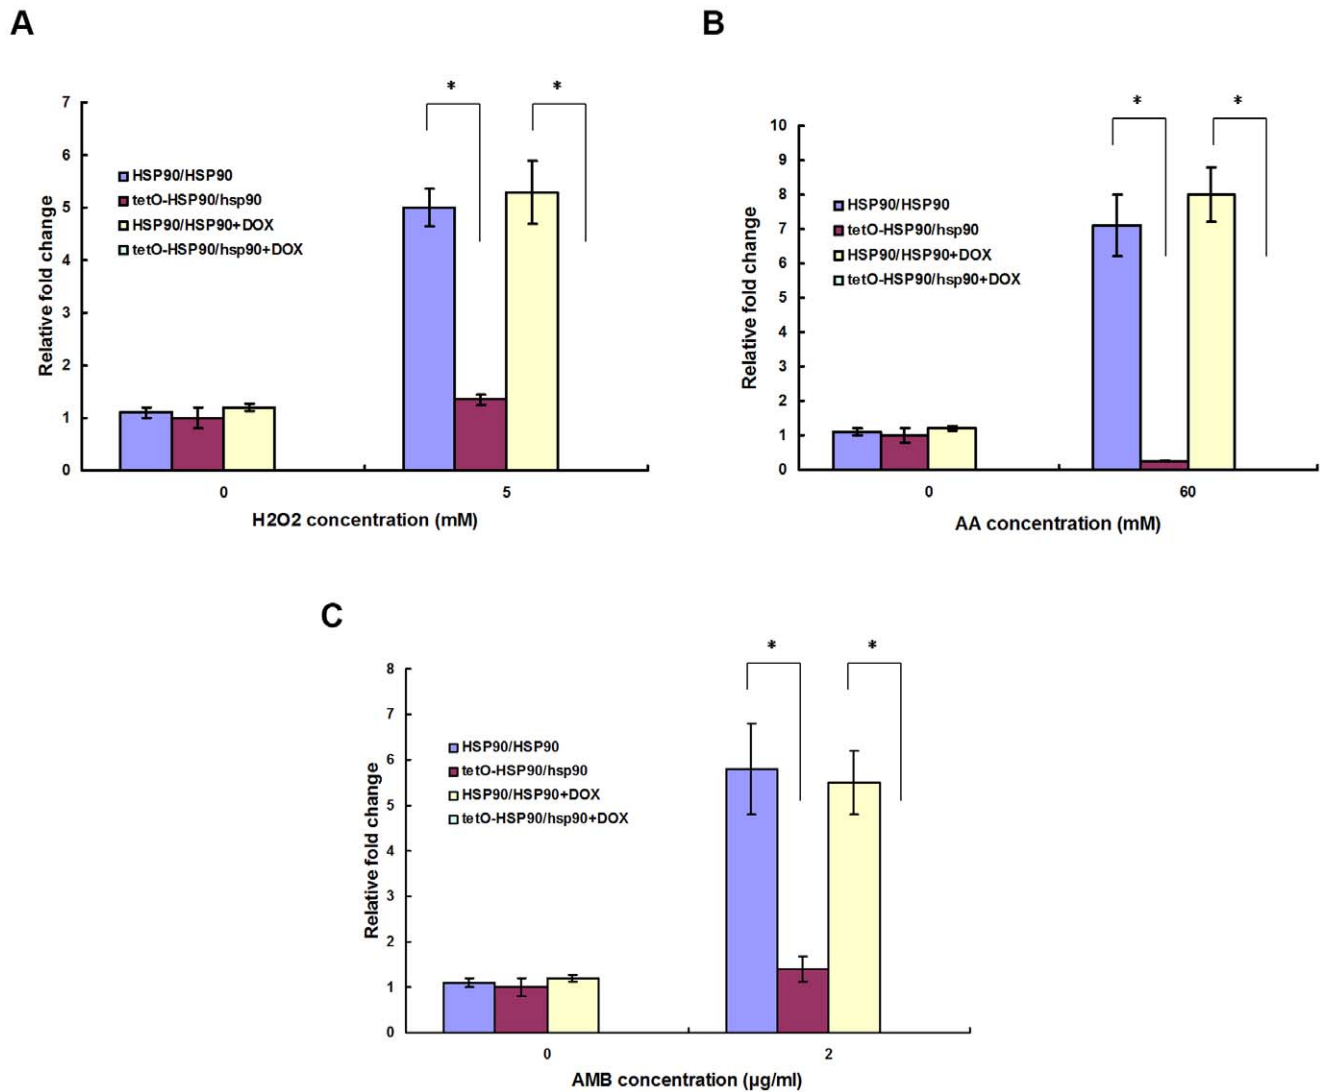 A
*
*
7
6
5
4
3
2
1
0
Relative fold change
HSP90/HSP90
tetO-HSP90/hsp90
HSP90/HSP90+DOX
tetO-HSP90/hsp90+DOX
0
5
H2O2 concentration (mM)
B
*
*
10
9
8
7
6
5
4
3
2
1
0
Relative fold change
HSP90/HSP90
tetO-HSP90/hsp90
HSP90/HSP90+DOX
tetO-HSP90/hsp90+DOX
0
60
AA concentration (mM)
C
*
*
8
7
6
5
4
3
2
1
0
Relative fold change
HSP90/HSP90
tetO-HSP90/hsp90
HSP90/HSP90+DOX
tetO-HSP90/hsp90+DOX
0
2
AMB concentration (μg/ml)